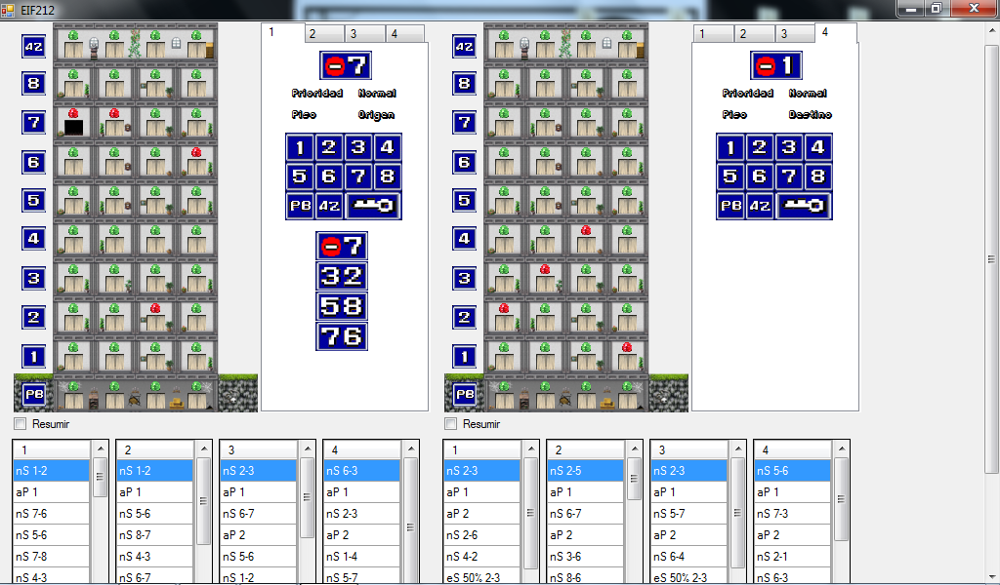 EIF212
AZ
8
7
6
5
4
3
2
1
PB
1 2 3 4
7
Prioridad Normal
Piso Origen
1 2 3 4
5 6 7 8
PB AZ
7
32
58
76
Resumir
AZ
8
7
6
5
4
3
2
1
PB
1 2 3 4
1
Prioridad Normal
Piso Destino
1 2 3 4
5 6 7 8
PB AZ
Resumir
1
nS 1-2
aP 1
nS 7-6
nS 5-6
nS 7-8
nS 4-3
2
nS 1-2
aP 1
nS 5-6
nS 8-7
nS 4-3
nS 6-7
3
nS 2-3
aP 1
nS 6-7
aP 2
nS 5-6
nS 1-2
4
nS 6-3
aP 1
nS 2-3
aP 2
nS 1-4
nS 5-7
1
nS 2-3
aP 1
aP 2
nS 2-6
nS 4-2
eS 50% 2-3
2
nS 2-5
aP 1
nS 6-7
aP 2
nS 3-6
nS 8-6
3
nS 2-3
aP 1
nS 5-7
aP 2
nS 6-4
eS 50% 2-3
4
nS 5-6
aP 1
nS 7-3
aP 2
nS 2-1
nS 6-3